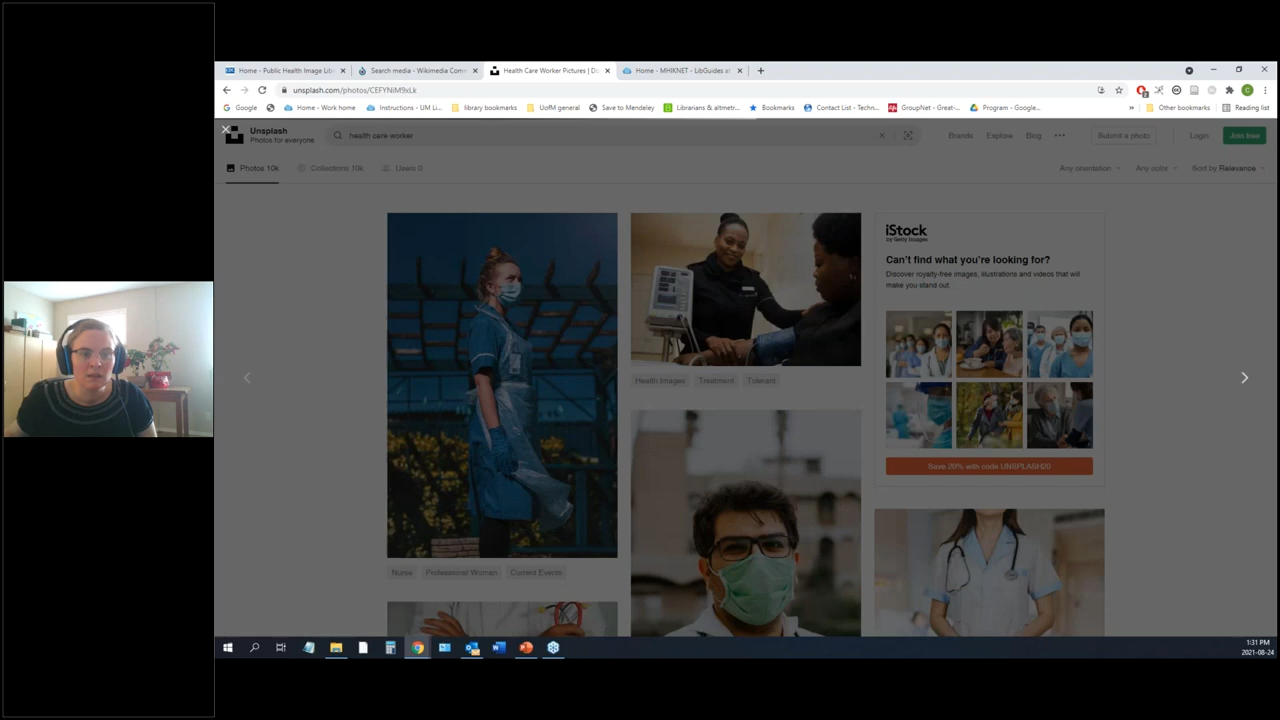 Home - Public Health Image Lib
Search media - Wikimedia Com
Health Care Worker Pictures | Do
Home - MHIKNET - LibGuides at
unsplash.com/photos/CEFYNiM9xLk
Google
Home - Work home
Instructions - UM Li...
library bookmarks
UofM general
Save to Mendeley
Librarians & altmetr...
Bookmarks
Contact List - Techn...
GroupNet - Great-...
Program - Google...
»
Other bookmarks
Reading list
Unsplash
Photos for everyone
health care worker
Brands
Explore
Blog
Submit a photo
Login
Join free
Photos 10k
Collections 10k
Users 0
Any orientation
Any color
Sort by Relevance
iStock
by Getty Images
Can't find what you're looking for?
Discover royalty-free images, illustrations and videos that will
make you stand out.
Save 20% with code UNSPLASH20
Health Images
Treatment
Tolerant
Nurse
Professional Woman
Current Events
1:31 PM
2021-08-24